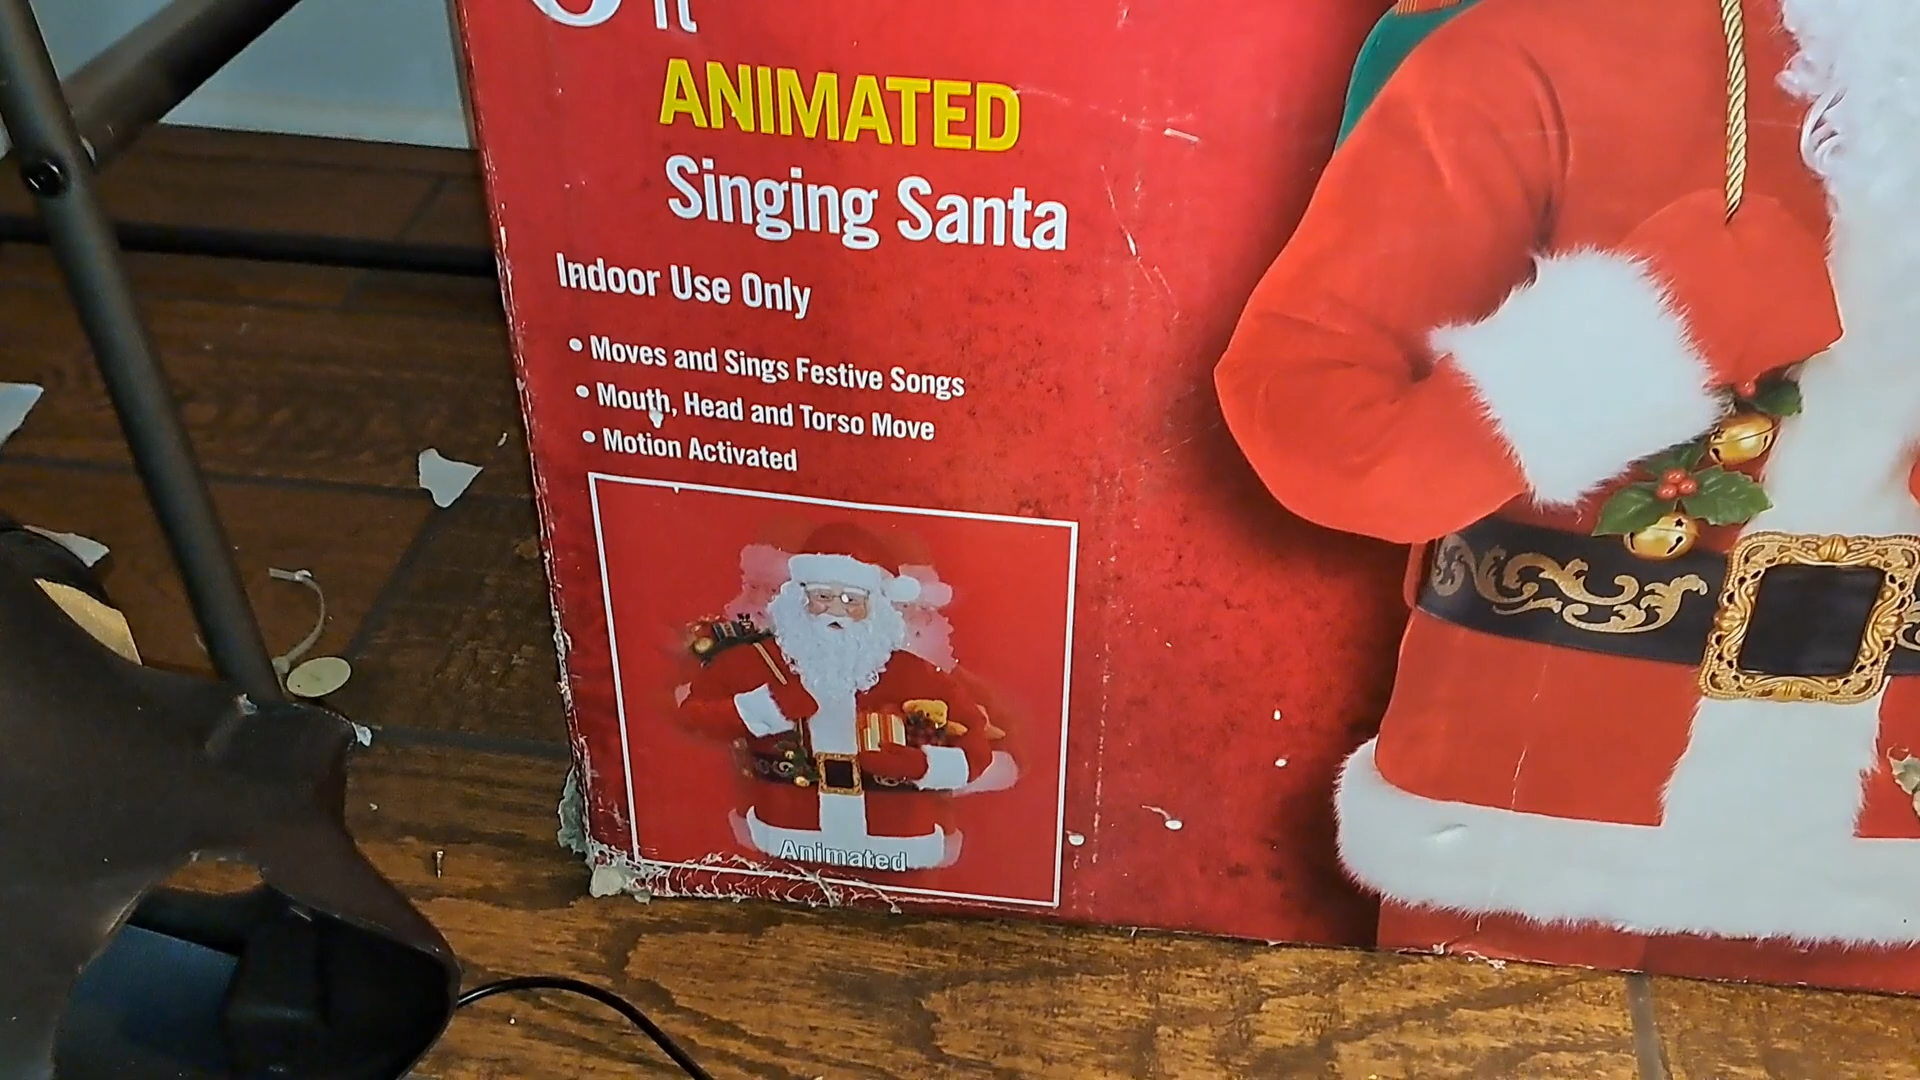 ft
ANIMATED
Singing Santa
Indoor Use Only
• Moves and Sings Festive Songs
• Mouth, Head and Torso Move
• Motion Activated
Animated